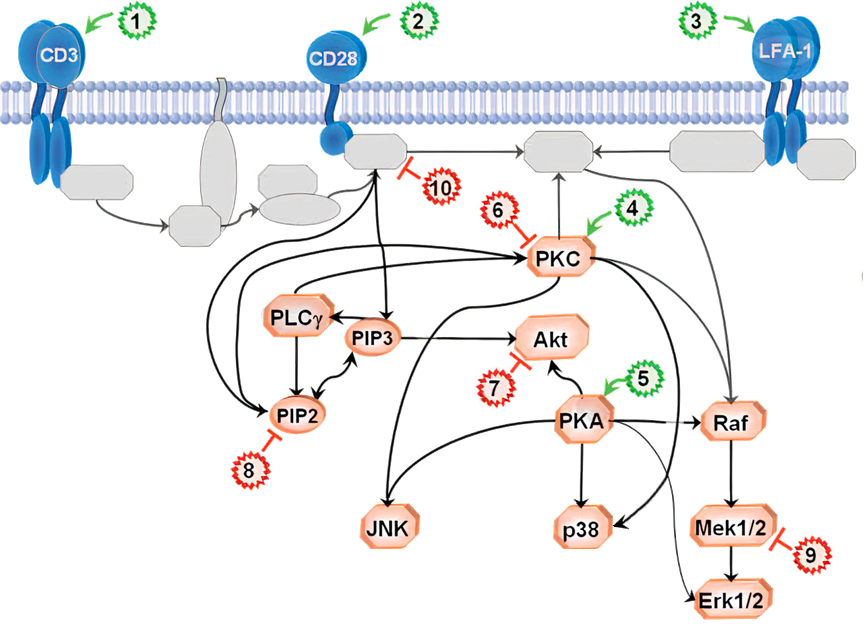 1
2
3
CD3
CD28
LFA-1
10
6
4
PKC
PLCγ
PIP3
Akt
7
5
PIP2
PKA
Raf
8
JNK
p38
Mek1/2
9
Erk1/2